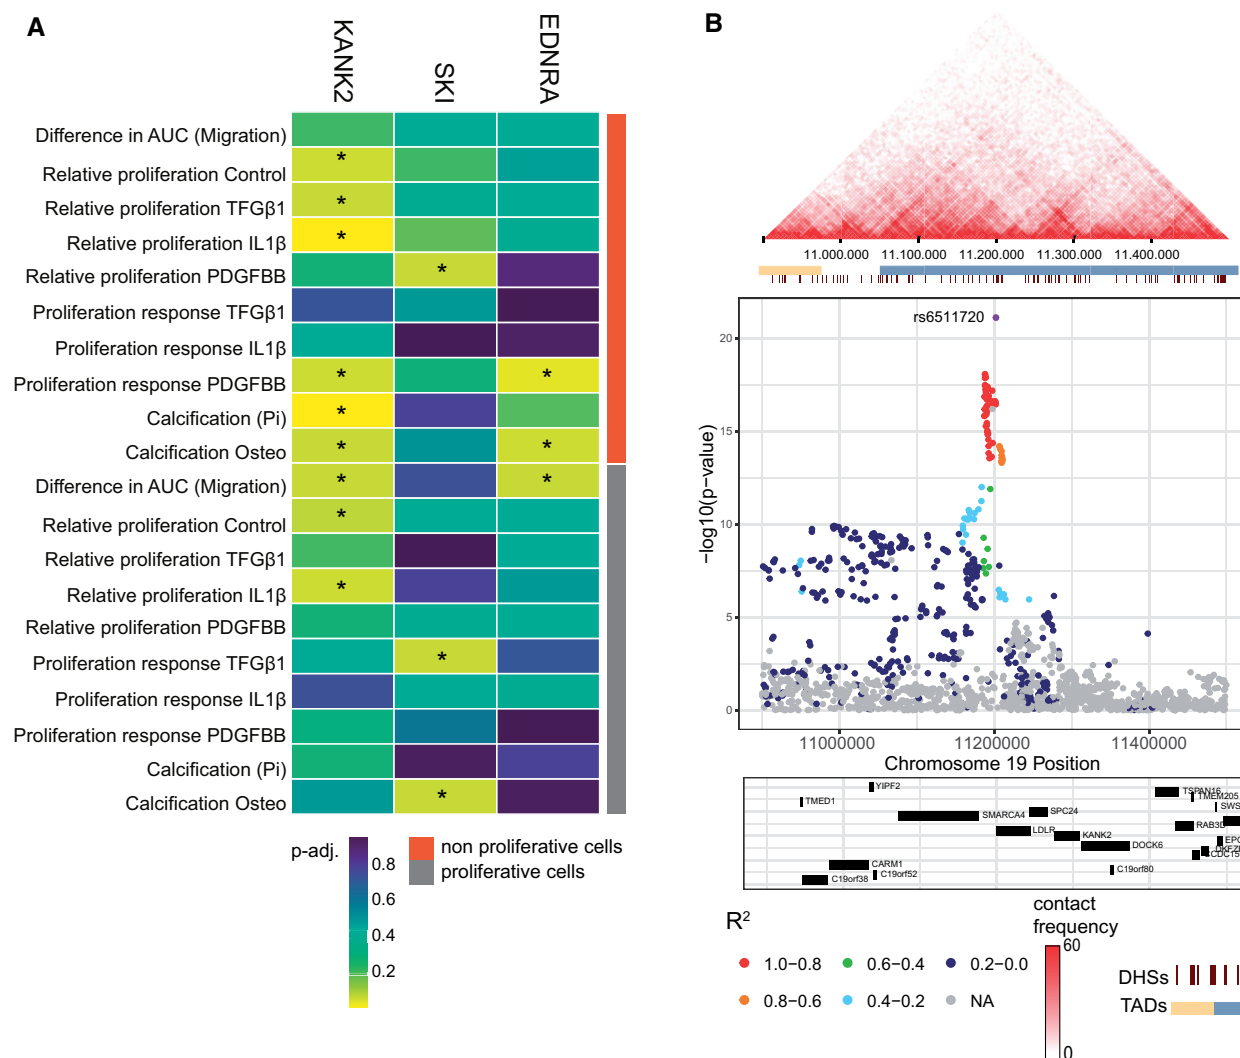 A
KANK2
SKI
EDNRA
Difference in AUC (Migration)
Relative proliferation Control
Relative proliferation TFGβ1
Relative proliferation IL1β
Relative proliferation PDGFBB
Proliferation response TFGβ1
Proliferation response IL1β
Proliferation response PDGFBB
Calcification (Pi)
Calcification Osteo
Difference in AUC (Migration)
Relative proliferation Control
Relative proliferation TFGβ1
Relative proliferation IL1β
Relative proliferation PDGFBB
Proliferation response TFGβ1
Proliferation response IL1β
Proliferation response PDGFBB
Calcification (Pi)
Calcification Osteo
p-adj.
0.8
0.6
0.4
0.2
non proliferative cells
proliferative cells
B
11.000.000 11.100.000 11.200.000 11.300.000 11.400.000
rs6511720
−log10(p−value)
20
15
10
5
0
11000000 11200000 11400000
Chromosome 19 Position
YIPF2
TSPAN16
TMEM205
TMED1
SWS
SMARCA4
SPC24
RAB3D
LDLR
KANK2
EPO
DOCK6
CARM1
C19orf80
C19orf52
C19orf38
R²
1.0−0.8
0.6−0.4
0.2−0.0
0.8−0.6
0.4−0.2
NA
contact
frequency
60
0
DHSs
TADs